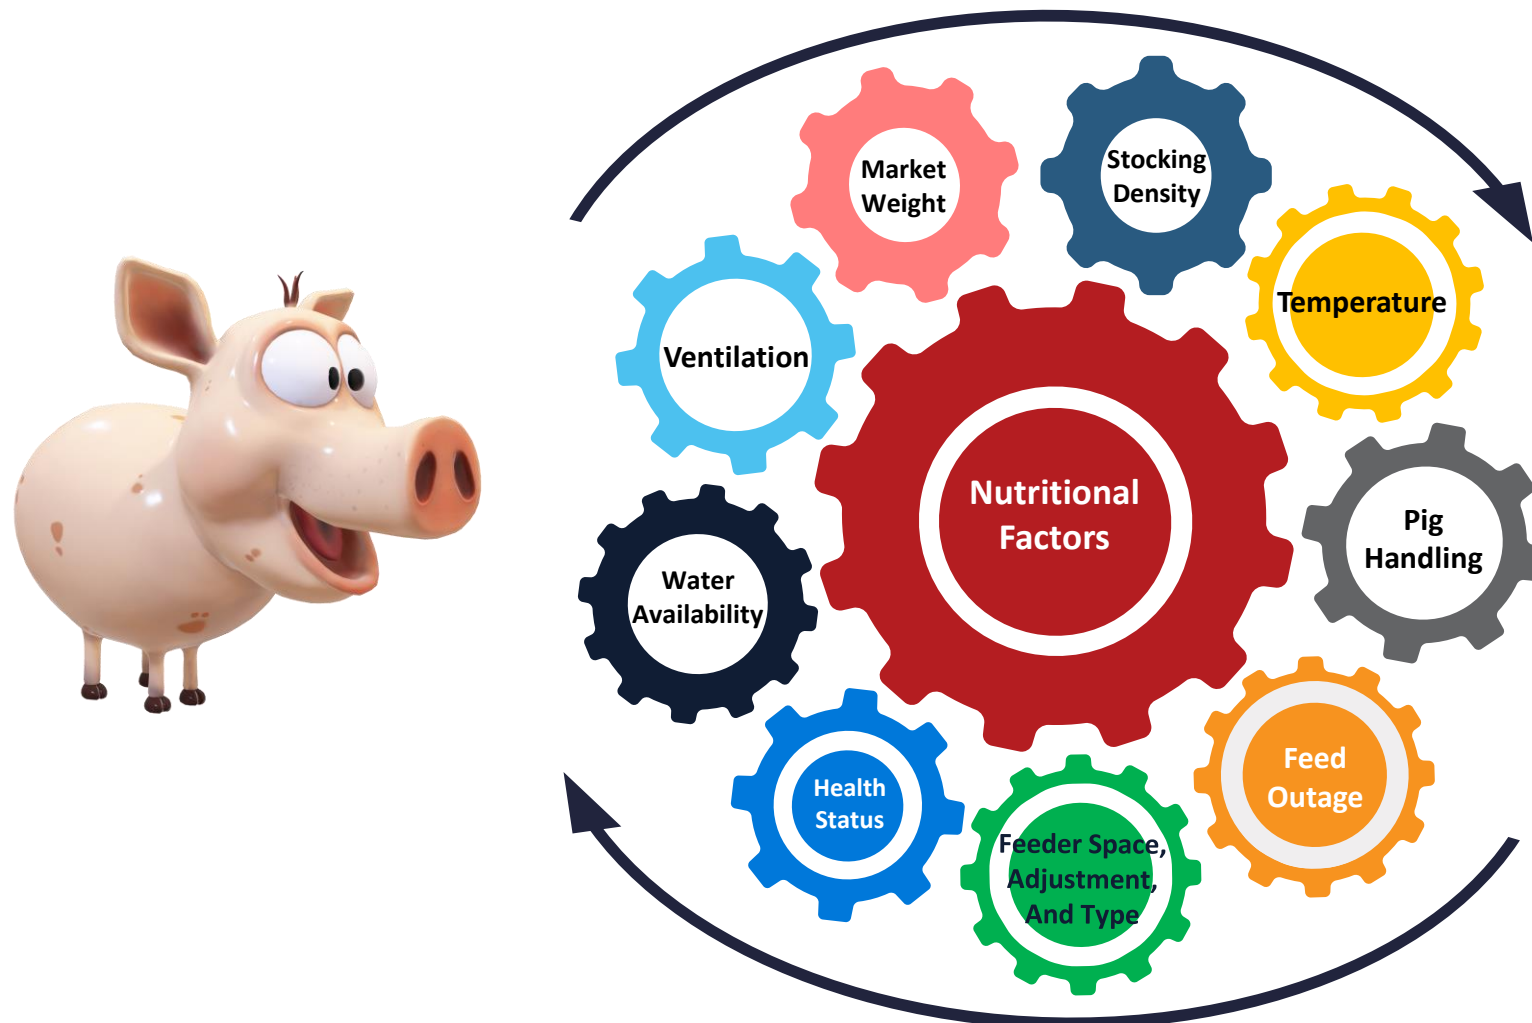 Market
Weight
Stocking
Density
Temperature
Ventilation
Nutritional
Factors
Pig
Handling
Water
Availability
Feed
Outage
Health
Status
Feeder Space,
Adjustment,
And Type